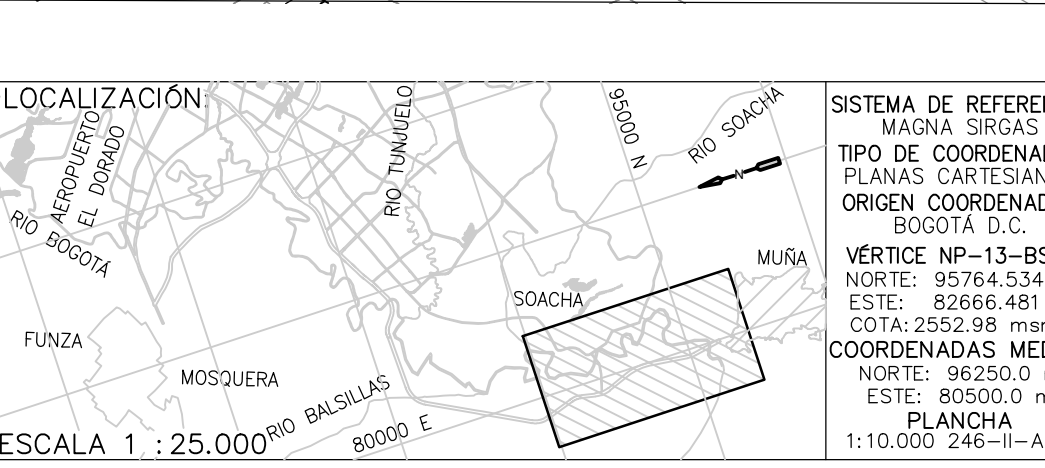 LOCALIZACIÓN:
AEROPUERTO
EL DORADO
RIO BOGOTÁ
RIO TUNJUELO
95000 N
RIO SOACHA
N
MUÑA
SOACHA
FUNZA
MOSQUERA
RIO BALSILLAS
80000 E
ESCALA 1 : 25.000
SISTEMA DE REFERE
MAGNA SIRGAS
TIPO DE COORDENA
PLANAS CARTESIAN
ORIGEN COORDENAD
BOGOTÁ D.C.
VÉRTICE NP-13-BS
NORTE: 95764.534
ESTE: 82666.481
COTA: 2552.98 msn
COORDENADAS MED
NORTE: 96250.0
ESTE: 80500.0 m
PLANCHA
1:10.000 246-II-A